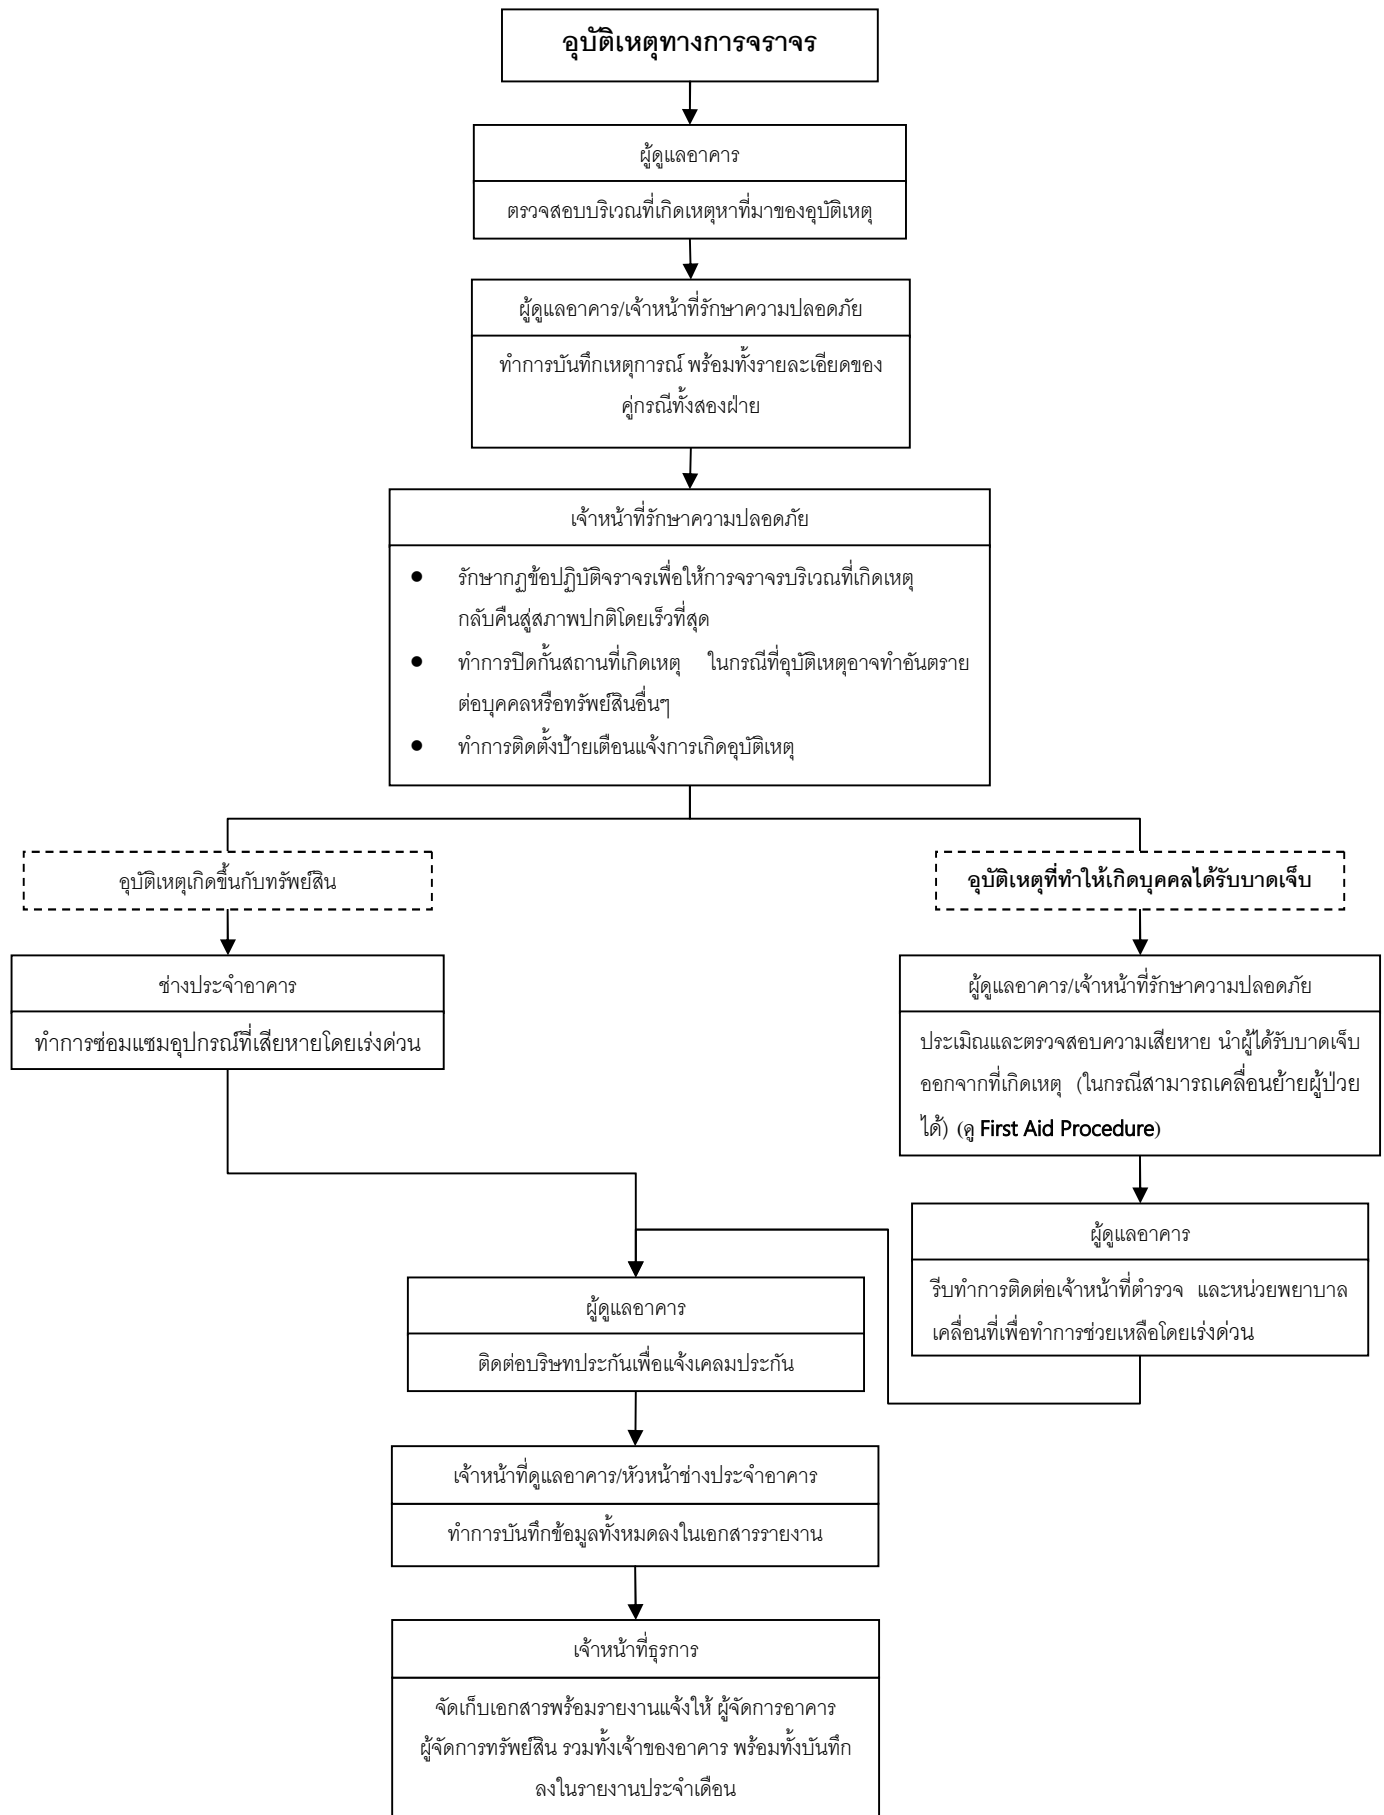 อุบัติเหตุทางการจราจร
ผู้ดูแลอาคาร
ตรวจสอบบริเวณที่เกิดเหตุหาที่มาของอุบัติเหตุ
ผู้ดูแลอาคาร/เจ้าหน้าที่รักษาความปลอดภัย
ทำการบันทึกเหตุการณ์ พร้อมทั้งรายละเอียดของ
คู่กรณีทั้งสองฝ่าย
เจ้าหน้าที่รักษาความปลอดภัย
● รักษากฏข้อปฏิบัติจราจรเพื่อให้การจราจรบริเวณที่เกิดเหตุ
กลับคืนสู่สภาพปกติโดยเร็วที่สุด
● ทำการปิดกั้นสถานที่เกิดเหตุ ในกรณีที่อุบัติเหตุอาจทำอันตราย
ต่อบุคคลหรือทรัพย์สินอื่นๆ
● ทำการติดตั้งป้ายเตือนแจ้งการเกิดอุบัติเหตุ
อุบัติเหตุเกิดขึ้นกับทรัพย์สิน
ช่างประจำอาคาร
ทำการซ่อมแซมอุปกรณ์ที่เสียหายโดยเร่งด่วน
อุบัติเหตุที่ทำให้เกิดบุคคลได้รับบาดเจ็บ
ผู้ดูแลอาคาร/เจ้าหน้าที่รักษาความปลอดภัย
ประเมิณและตรวจสอบความเสียหาย นำผู้ได้รับบาดเจ็บ
ออกจากที่เกิดเหตุ (ในกรณีสามารถเคลื่อนย้ายผู้ป่วย
ได้) (ดู First Aid Procedure)
ผู้ดูแลอาคาร
รีบทำการติดต่อเจ้าหน้าที่ตำรวจ และหน่วยพยาบาล
เคลื่อนที่เพื่อทำการช่วยเหลือโดยเร่งด่วน
ผู้ดูแลอาคาร
ติดต่อบริษทประกันเพื่อแจ้งเคลมประกัน
เจ้าหน้าที่ดูแลอาคาร/หัวหน้าช่างประจำอาคาร
ทำการบันทึกข้อมูลทั้งหมดลงในเอกสารรายงาน
เจ้าหน้าที่ธุรการ
จัดเก็บเอกสารพร้อมรายงานแจ้งให้ ผู้จัดการอาคาร
ผู้จัดการทรัพย์สิน รวมทั้งเจ้าของอาคาร พร้อมทั้งบันทึก
ลงในรายงานประจำเดือน